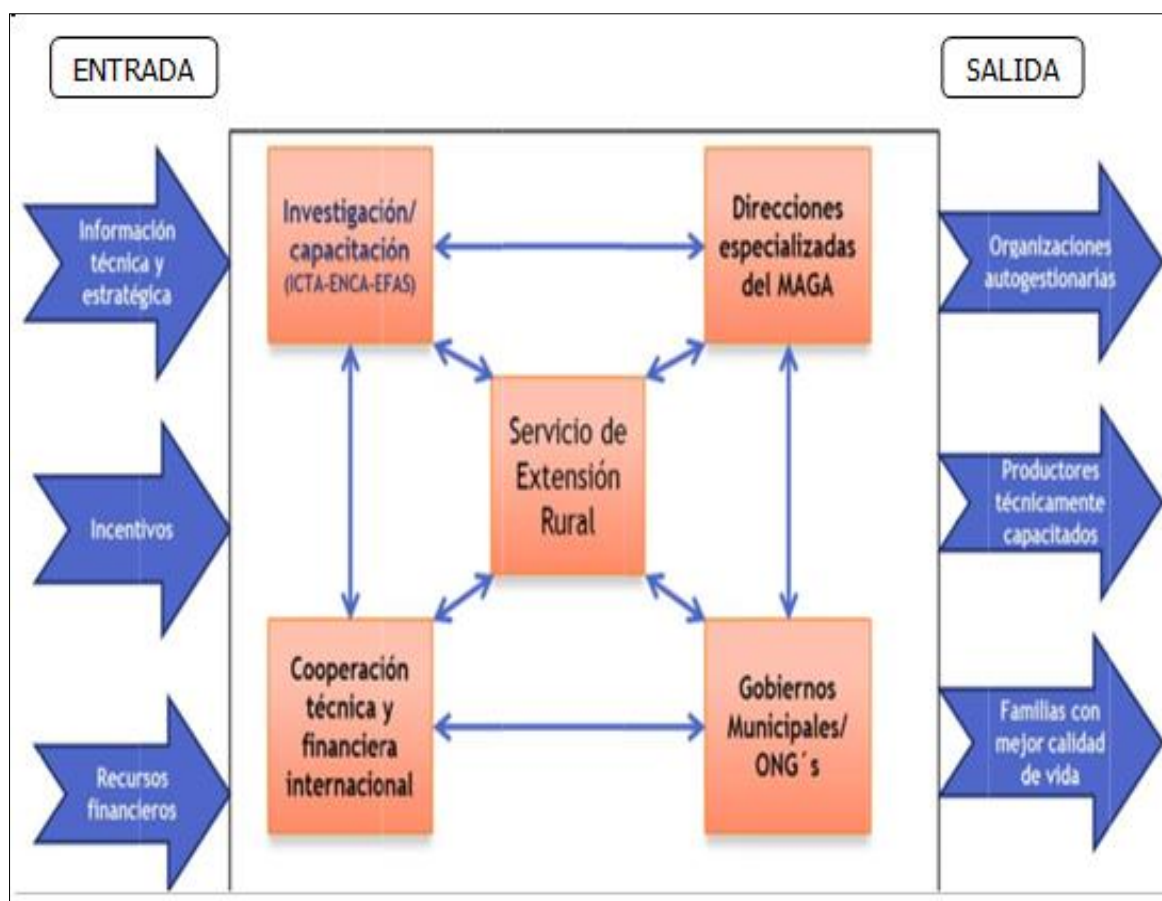 ENTRADA
SALIDA
Información
técnica y
estratégica
Incentivos
Recursos
financieros
Investigación/
capacitación
(ICTA-ENCA-EFAS)
Direcciones
especializadas
del MAGA
Servicio de
Extensión
Rural
Cooperación
técnica y
financiera
internacional
Gobiernos
Municipales/
ONG´s
Organizaciones
autogestionarias
Productores
técnicamente
capacitados
Familias con
mejor calidad
de vida